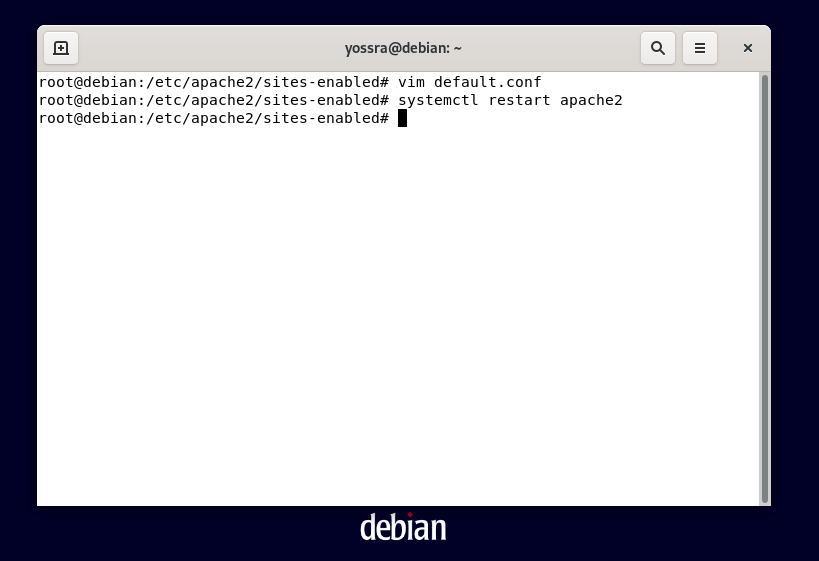 yossra@debian: ~
root@debian:/etc/apache2/sites-enabled# vim default.conf
root@debian:/etc/apache2/sites-enabled# systemctl restart apache2
root@debian:/etc/apache2/sites-enabled#
debian